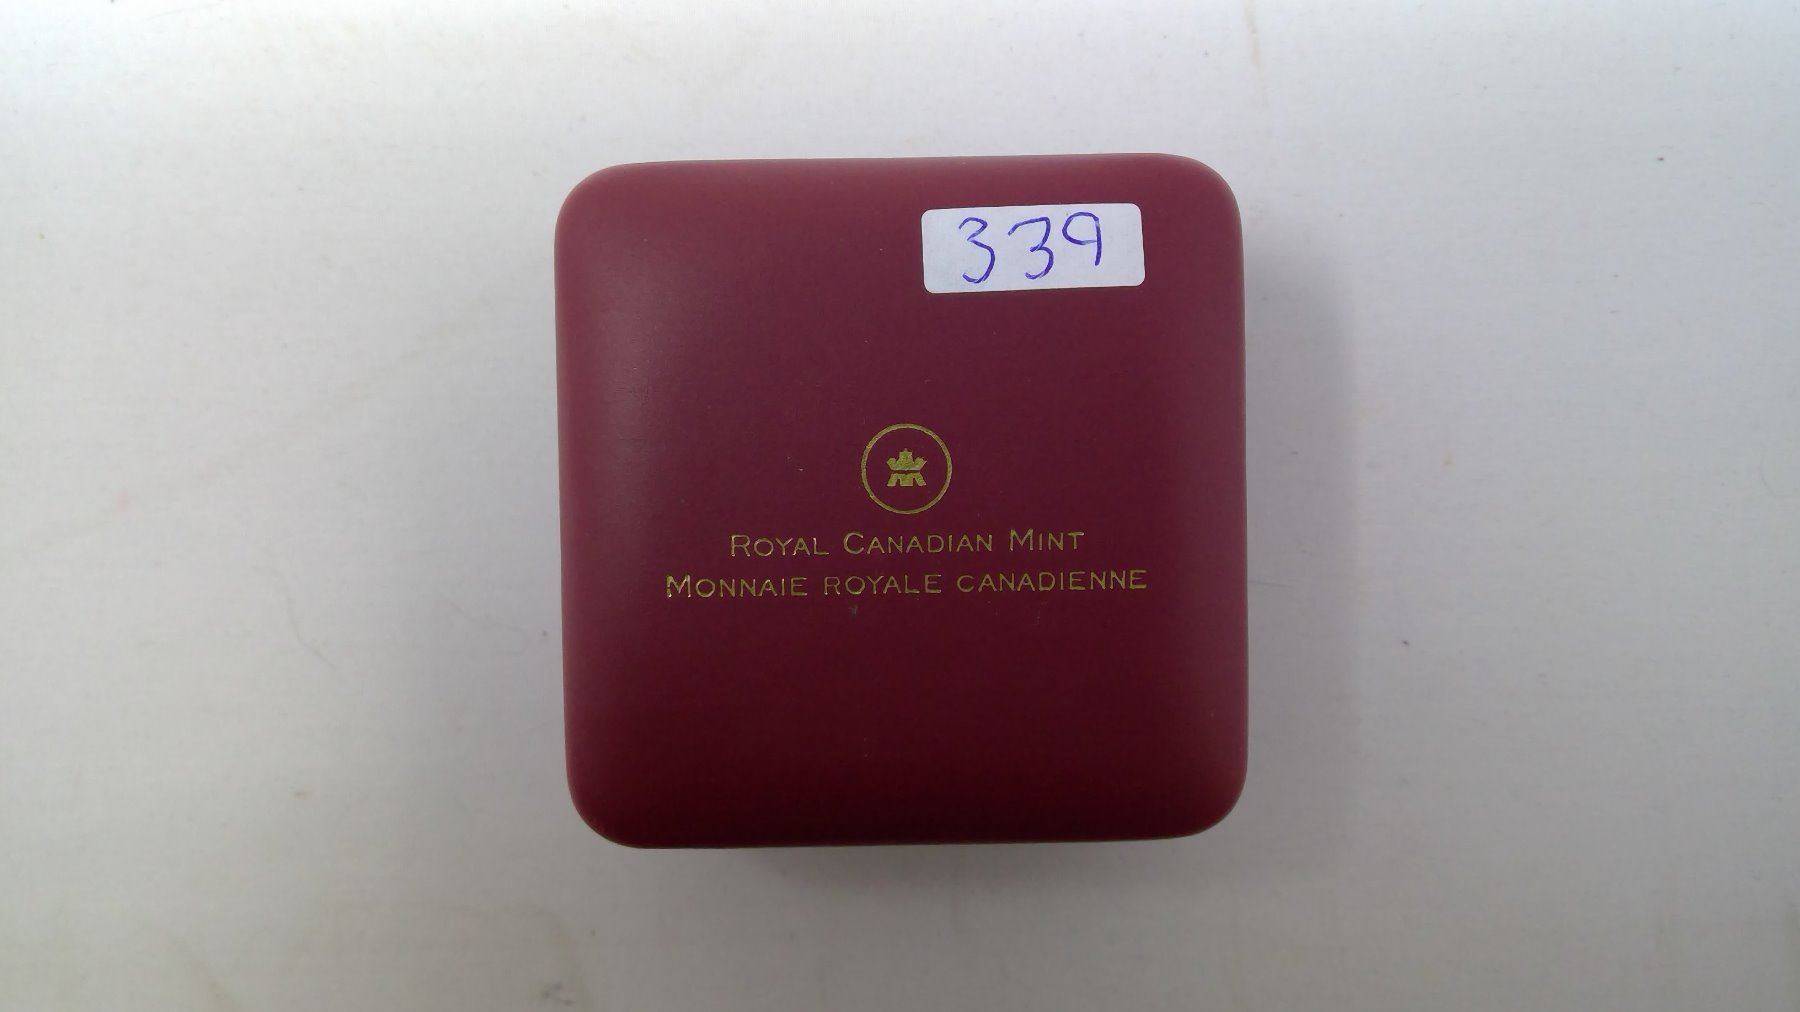 339
ROYAL CANADIAN MINT
MONNAIE ROYALE CANADIENNE